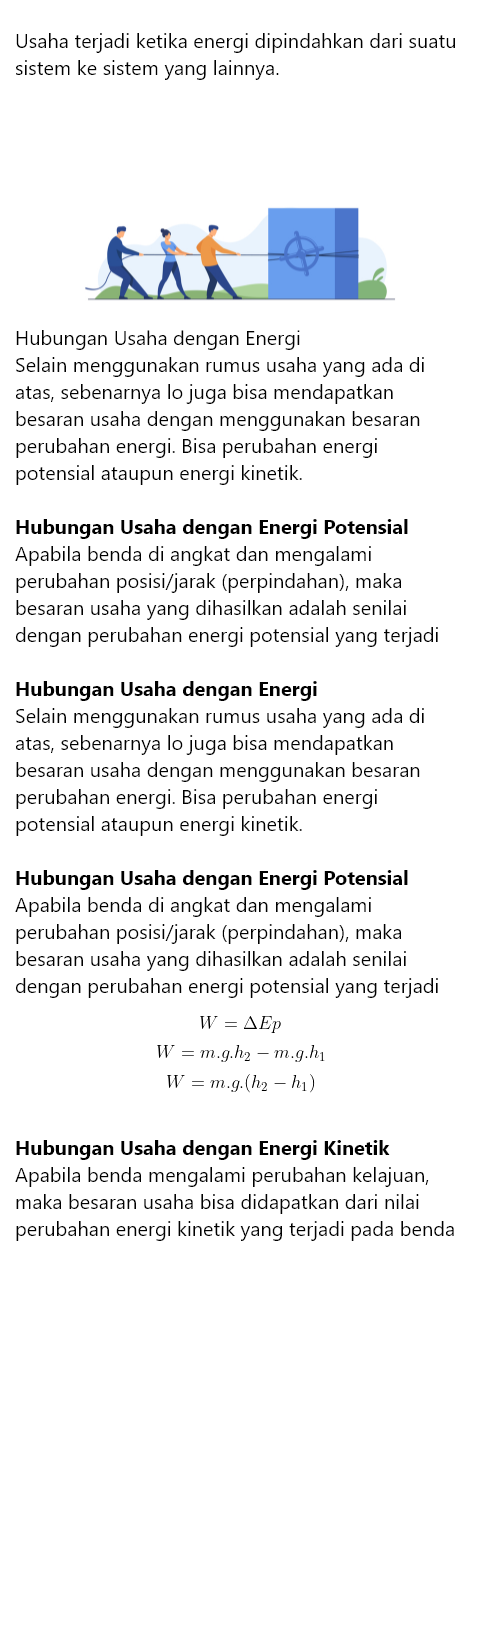 Usaha terjadi ketika energi dipindahkan dari suatu
sistem ke sistem yang lainnya.
Hubungan Usaha dengan Energi
Selain menggunakan rumus usaha yang ada di
atas, sebenarnya lo juga bisa mendapatkan
besaran usaha dengan menggunakan besaran
perubahan energi. Bisa perubahan energi
potensial ataupun energi kinetik.
Hubungan Usaha dengan Energi Potensial
Apabila benda di angkat dan mengalami
perubahan posisi/jarak (perpindahan), maka
besaran usaha yang dihasilkan adalah senilai
dengan perubahan energi potensial yang terjadi
Hubungan Usaha dengan Energi
Selain menggunakan rumus usaha yang ada di
atas, sebenarnya lo juga bisa mendapatkan
besaran usaha dengan menggunakan besaran
perubahan energi. Bisa perubahan energi
potensial ataupun energi kinetik.
Hubungan Usaha dengan Energi Potensial
Apabila benda di angkat dan mengalami
perubahan posisi/jarak (perpindahan), maka
besaran usaha yang dihasilkan adalah senilai
dengan perubahan energi potensial yang terjadi
W = ΔEp
W = m.g.h₂ − m.g.h₁
W = m.g.(h₂ − h₁)
Hubungan Usaha dengan Energi Kinetik
Apabila benda mengalami perubahan kelajuan,
maka besaran usaha bisa didapatkan dari nilai
perubahan energi kinetik yang terjadi pada benda